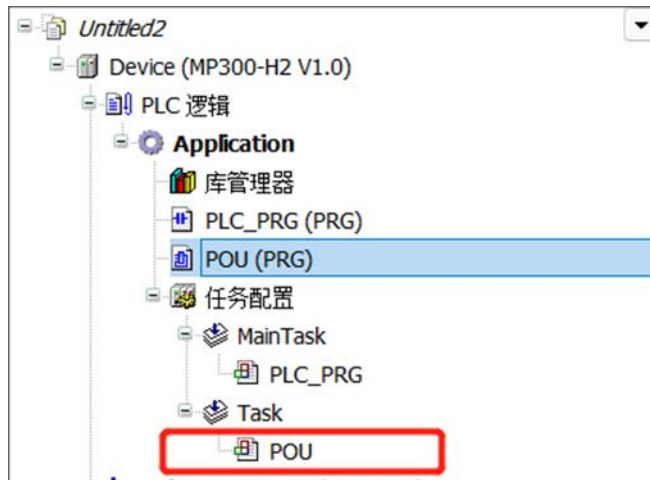 Untitled2
Device (MP300-H2 V1.0)
PLC 逻辑
Application
库管理器
PLC_PRG (PRG)
POU (PRG)
任务配置
MainTask
PLC_PRG
Task
POU